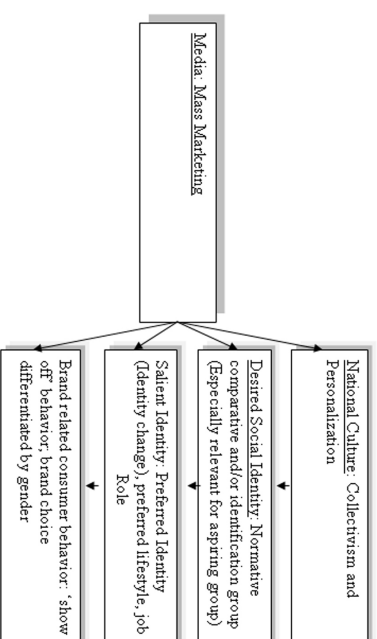 Media: Mass Marketing
National Culture: Collectivism and
Personalization
Desired Social Identity: Normative
comparative and/or identification group
(Especially relevant for aspiring group)
Salient Identity: Preferred Identity
(Identity change), preferred lifestyle, job
Role
Brand related consumer behavior: ‘show
off’ behavior, brand choice
differentiated by gender